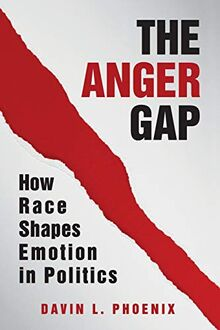 THE
ANGER
GAP
How
Race
Shapes
Emotion
in Politics
DAVIN L. PHOENIX